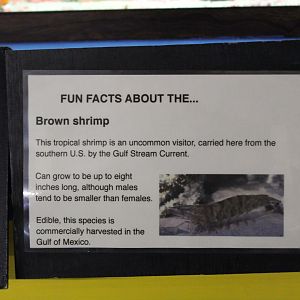 FUN FACTS ABOUT THE...
Brown shrimp
This tropical shrimp is an uncommon visitor, carried here from the
southern U.S. by the Gulf Stream Current.
Can grow to be up to eight
inches long, although males
tend to be smaller than females.
Edible, this species is
commercially harvested in the
Gulf of Mexico.